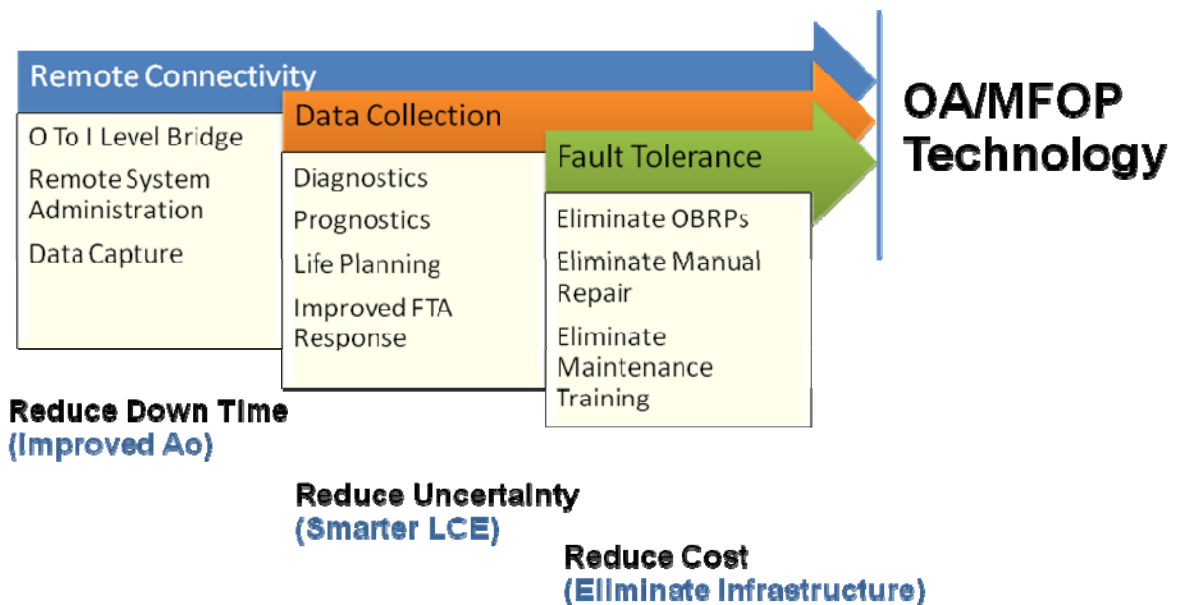 Remote Connectivity
O To I Level Bridge
Remote System
Administration
Data Capture
Data Collection
Diagnostics
Prognostics
Life Planning
Improved FTA
Response
Fault Tolerance
Eliminate OBRPs
Eliminate Manual
Repair
Eliminate
Maintenance
Training
OA/MFOP
Technology
Reduce Down Time
(Improved Ao)
Reduce Uncertainty
(Smarter LCE)
Reduce Cost
(Eliminate Infrastructure)